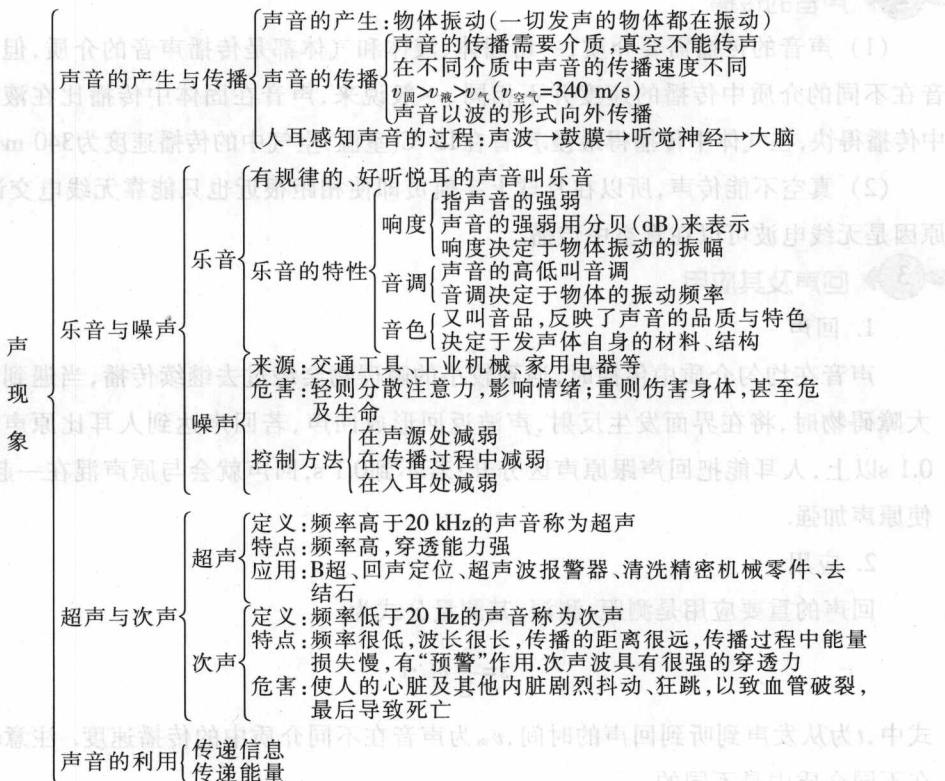 声现象
声音的产生与传播
声音的产生:物体振动(一切发声的物体都在振动)
声音的传播
声音的传播需要介质,真空不能传声
在不同介质中声音的传播速度不同
v固>v液>v气(v空气=340 m/s)
声音以波的形式向外传播
人耳感知声音的过程:声波→鼓膜→听觉神经→大脑
乐音与噪声
乐音
有规律的、好听悦耳的声音叫乐音
乐音的特性
响度
指声音的强弱
声音的强弱用分贝(dB)来表示
响度决定于物体振动的振幅
音调
声音的高低叫音调
音调决定于物体的振动频率
音色
又叫音品,反映了声音的品质与特色
决定于发声体自身的材料、结构
噪声
来源:交通工具、工业机械、家用电器等
危害:轻则分散注意力,影响情绪;重则伤害身体,甚至危
及生命
控制方法
在声源处减弱
在传播过程中减弱
在人耳处减弱
超声与次声
超声
定义:频率高于20 kHz的声音称为超声
特点:频率高,穿透能力强
应用:B超、回声定位、超声波报警器、清洗精密机械零件、去
结石
次声
定义:频率低于20 Hz的声音称为次声
特点:频率很低,波长很长,传播的距离很远,传播过程中能量
损失慢,有“预警”作用.次声波具有很强的穿透力
危害:使人的心脏及其他内脏剧烈抖动、狂跳,以致血管破裂,
最后导致死亡
声音的利用
传递信息
传递能量